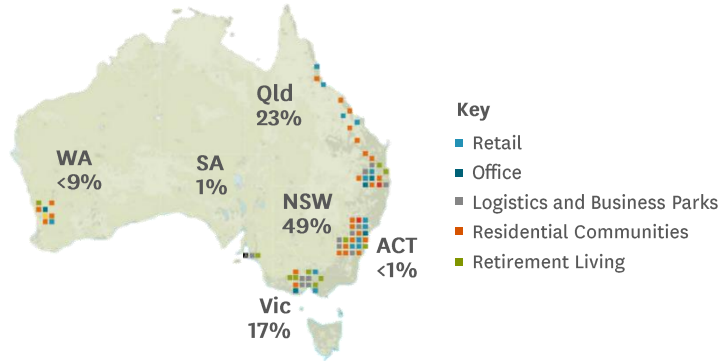 Qld
23%
WA
<9%
SA
1%
NSW
49%
ACT
<1%
Vic
17%
Key
Retail
Office
Logistics and Business Parks
Residential Communities
Retirement Living